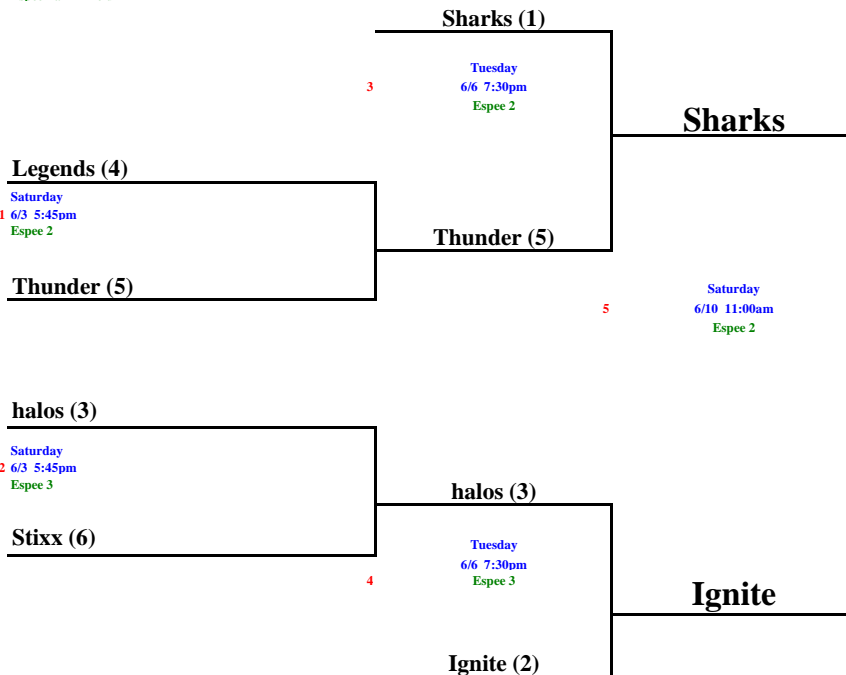 Sharks (1)
Tuesday
3 6/6 7:30pm
Espee 2
Sharks
Legends (4)
Saturday
1 6/3 5:45pm
Espee 2
Thunder (5)
Thunder (5)
Saturday
5 6/10 11:00am
Espee 2
halos (3)
Saturday
2 6/3 5:45pm
Espee 3
halos (3)
Stixx (6)
Tuesday
6/6 7:30pm
4 Espee 3
Ignite
Ignite (2)